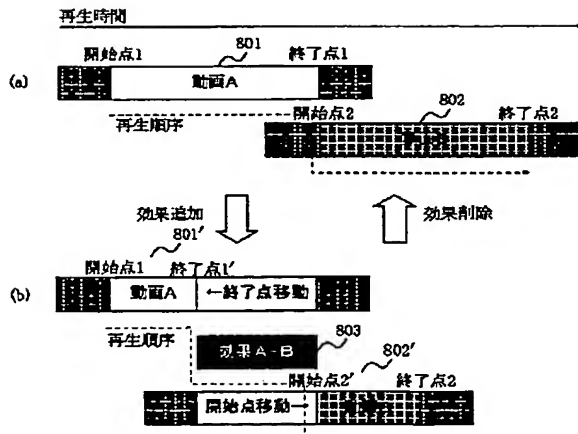 再生時間
開始点1
801
終了点1
(a)
動画A
802
再生順序
開始点2
終了点2
効果追加
効果削除
801'
開始点1
終了点1'
(b)
動画A
←終了点移動
再生順序
効果A-B
803
802'
開始点2'
終了点2
開始点移動→